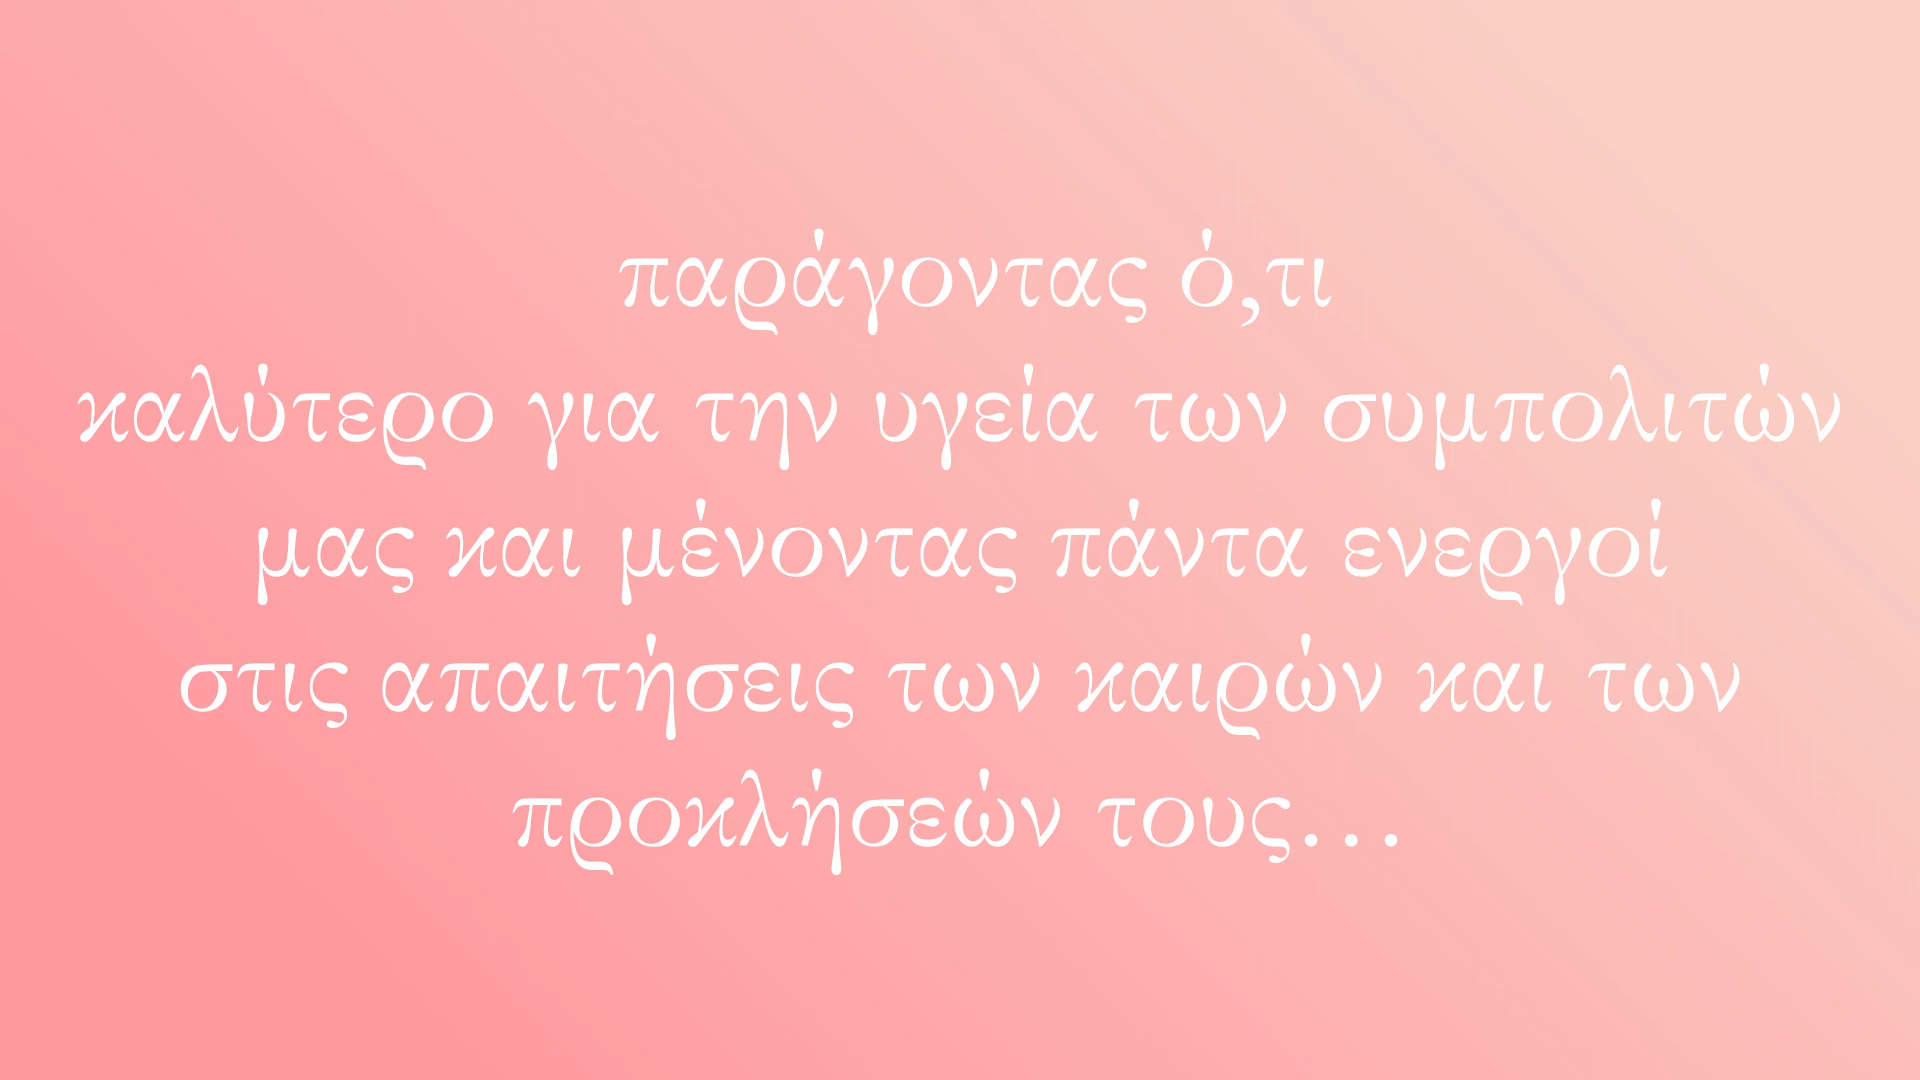 παράγοντας ό,τι
καλύτερο για την υγεία των συμπολιτών
μας και μένοντας πάντα ενεργοί
στις απαιτήσεις των καιρών και των
προκλήσεών τους...